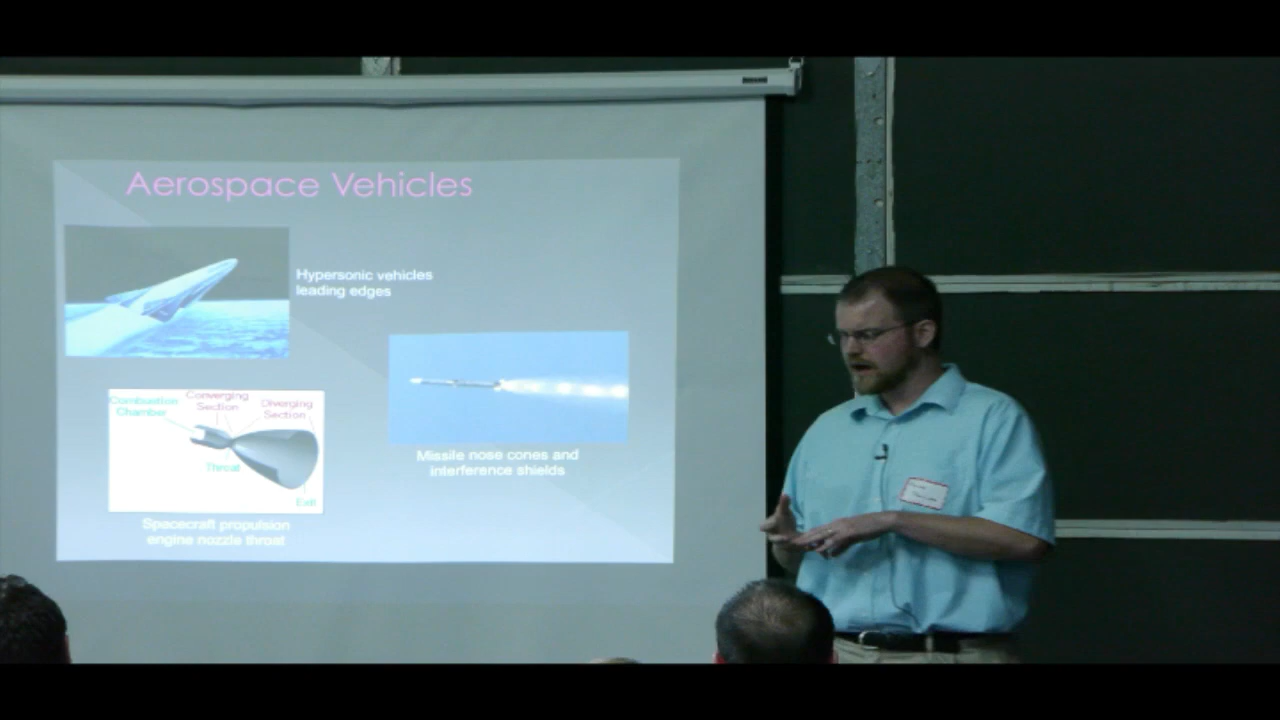 Aerospace Vehicles
Hypersonic vehicles
leading edges
Combustion
Chamber
Converging
Section
Diverging
Section
Throat
Exit
Missile nose cones and
interference shields
Spacecraft propulsion
engine nozzle throat